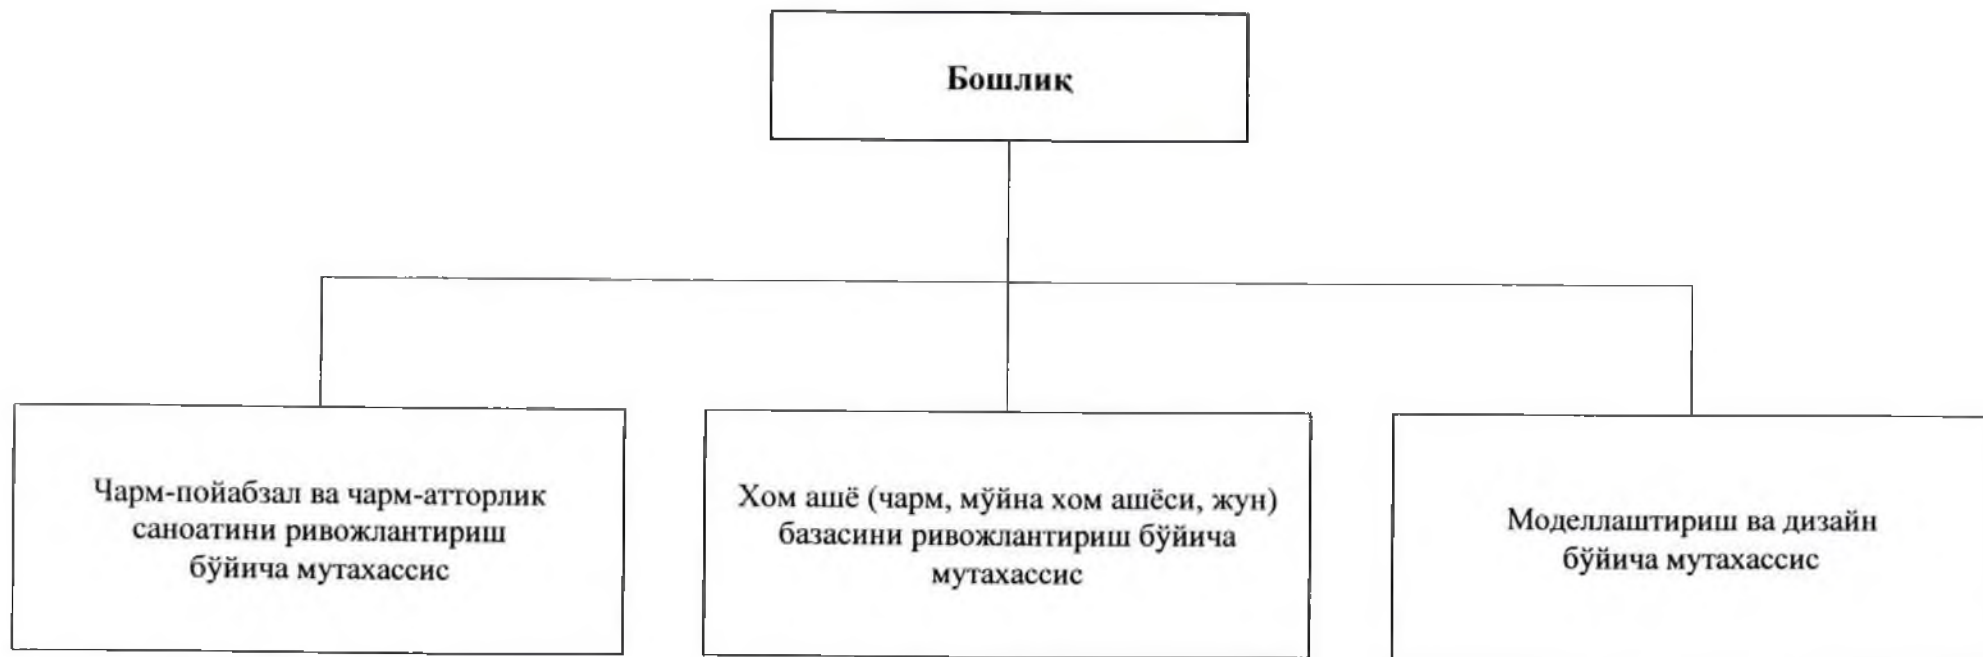 Бошлиқ
Чарм-пойабзал ва чарм-атторлик
саноатини ривожлантириш
бўйича мутахассис
Хом ашё (чарм, мўйна хом ашёси, жун)
базасини ривожлантириш бўйича
мутахассис
Моделлаштириш ва дизайн
бўйича мутахассис